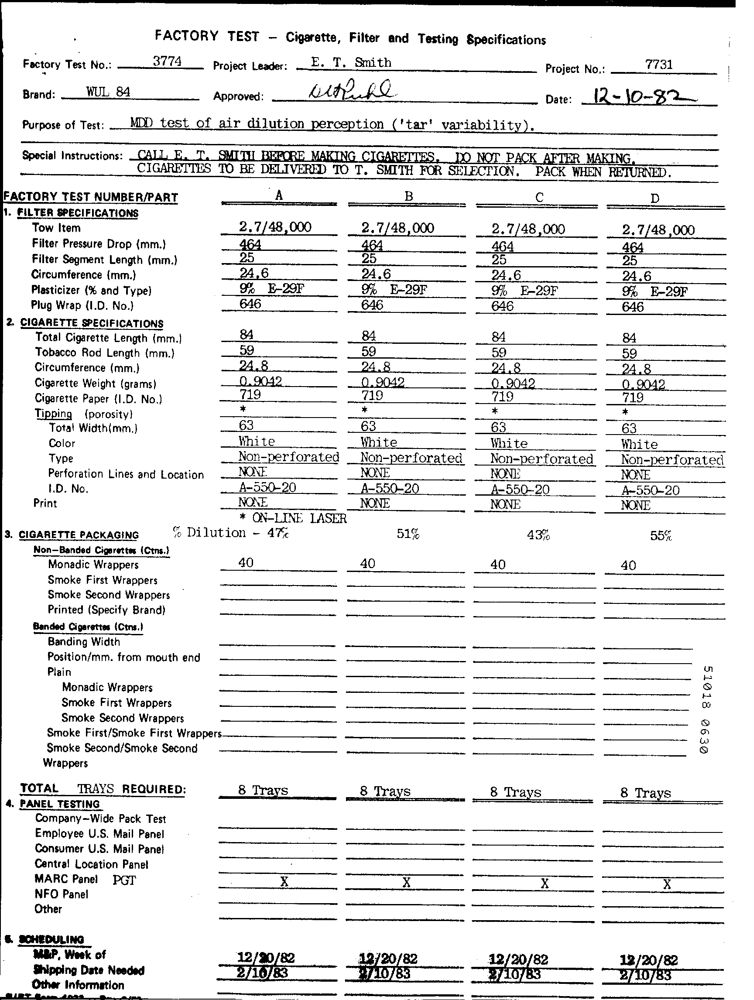 FACTORY TEST – Cigarette, Filter and Testing Specifications
Factory Test No.: 3774 Project Leader: E. T. Smith Project No.: 7731
Brand: WUL 84 Approved: Date: 12-10-82
Purpose of Test: MDD test of air dilution perception ('tar' variability).
Special Instructions: CALL E. T. SMITH BEFORE MAKING CIGARETTES. DO NOT PACK AFTER MAKING.
CIGARETTES TO BE DELIVERED TO T. SMITH FOR SELECTION. PACK WHEN RETURNED.
FACTORY TEST NUMBER/PART A B C D
1. FILTER SPECIFICATIONS
Tow Item 2.7/48,000 2.7/48,000 2.7/48,000 2.7/48,000
Filter Pressure Drop (mm.) 464 464 464 464
Filter Segment Length (mm.) 25 25 25 25
Circumference (mm.) 24.6 24.6 24.6 24.6
Plasticizer (% and Type) 9% E-29F 9% E-29F 9% E-29F 9% E-29F
Plug Wrap (I.D. No.) 646 646 646 646
2. CIGARETTE SPECIFICATIONS
Total Cigarette Length (mm.) 84 84 84 84
Tobacco Rod Length (mm.) 59 59 59 59
Circumference (mm.) 24.8 24.8 24.8 24.8
Cigarette Weight (grams) 0.9042 0.9042 0.9042 0.9042
Cigarette Paper (I.D. No.) 719 719 719 719
Tipping (porosity) * * * *
Total Width(mm.) 63 63 63 63
Color White White White White
Type Non-perforated Non-perforated Non-perforated Non-perforated
Perforation Lines and Location NONE NONE NONE NONE
I.D. No. A-550-20 A-550-20 A-550-20 A-550-20
Print NONE NONE NONE NONE
* ON-LINE LASER
3. CIGARETTE PACKAGING % Dilution - 47% 51% 43% 55%
Non-Banded Cigarettes (Ctns.)
Monadic Wrappers 40 40 40 40
Smoke First Wrappers
Smoke Second Wrappers
Printed (Specify Brand)
Banded Cigarettes (Ctns.)
Banding Width
Position/mm. from mouth end
Plain
Monadic Wrappers
Smoke First Wrappers
Smoke Second Wrappers
Smoke First/Smoke First Wrappers
Smoke Second/Smoke Second
Wrappers
51018 0630
TOTAL TRAYS REQUIRED: 8 Trays 8 Trays 8 Trays 8 Trays
4. PANEL TESTING
Company-Wide Pack Test
Employee U.S. Mail Panel
Consumer U.S. Mail Panel
Central Location Panel
MARC Panel PGT X X X X
NFO Panel
Other
5. SCHEDULING
M&P, Week of 12/20/82 12/20/82 12/20/82 12/20/82
Shipping Date Needed 2/10/83 2/10/83 2/10/83 2/10/83
Other Information